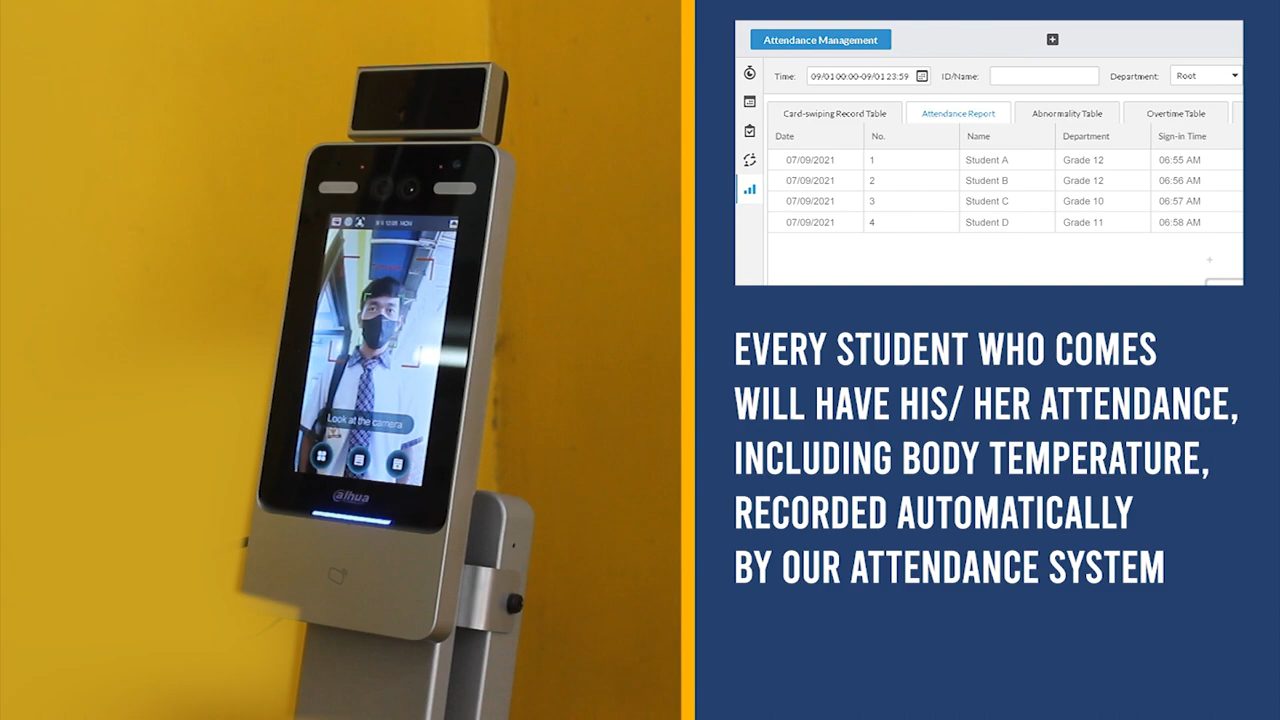 Look at the camera
alhua
Attendance Management
Time: 09/01 00:00-09/01 23:59 ID/Name: Department: Root
Card-swiping Record Table Attendance Report Abnormality Table Overtime Table
Date No. Name Department Sign-in Time
07/09/2021 1 Student A Grade 12 06:55 AM
07/09/2021 2 Student B Grade 12 06:56 AM
07/09/2021 3 Student C Grade 10 06:57 AM
07/09/2021 4 Student D Grade 11 06:58 AM
EVERY STUDENT WHO COMES
WILL HAVE HIS/ HER ATTENDANCE,
INCLUDING BODY TEMPERATURE,
RECORDED AUTOMATICALLY
BY OUR ATTENDANCE SYSTEM